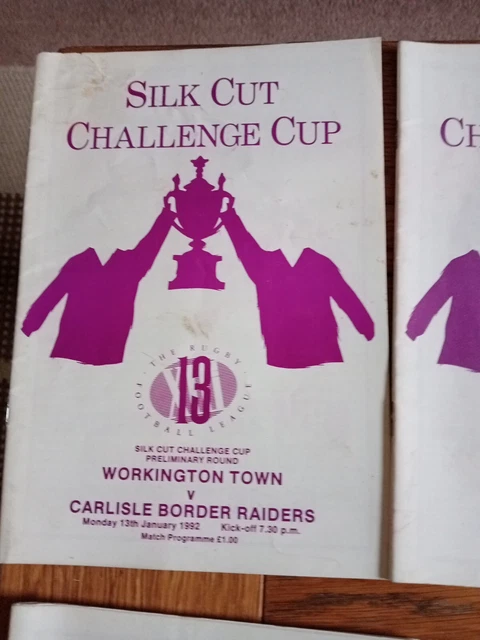 SILK CUT
CHALLENGE CUP
THE RUGBY
FOOTBALL LEAGUE
XIII
13
SILK CUT CHALLENGE CUP
PRELIMINARY ROUND
WORKINGTON TOWN
V
CARLISLE BORDER RAIDERS
Monday 13th January 1992 Kick-off 7.30 p.m.
Match Programme £1.00
CH